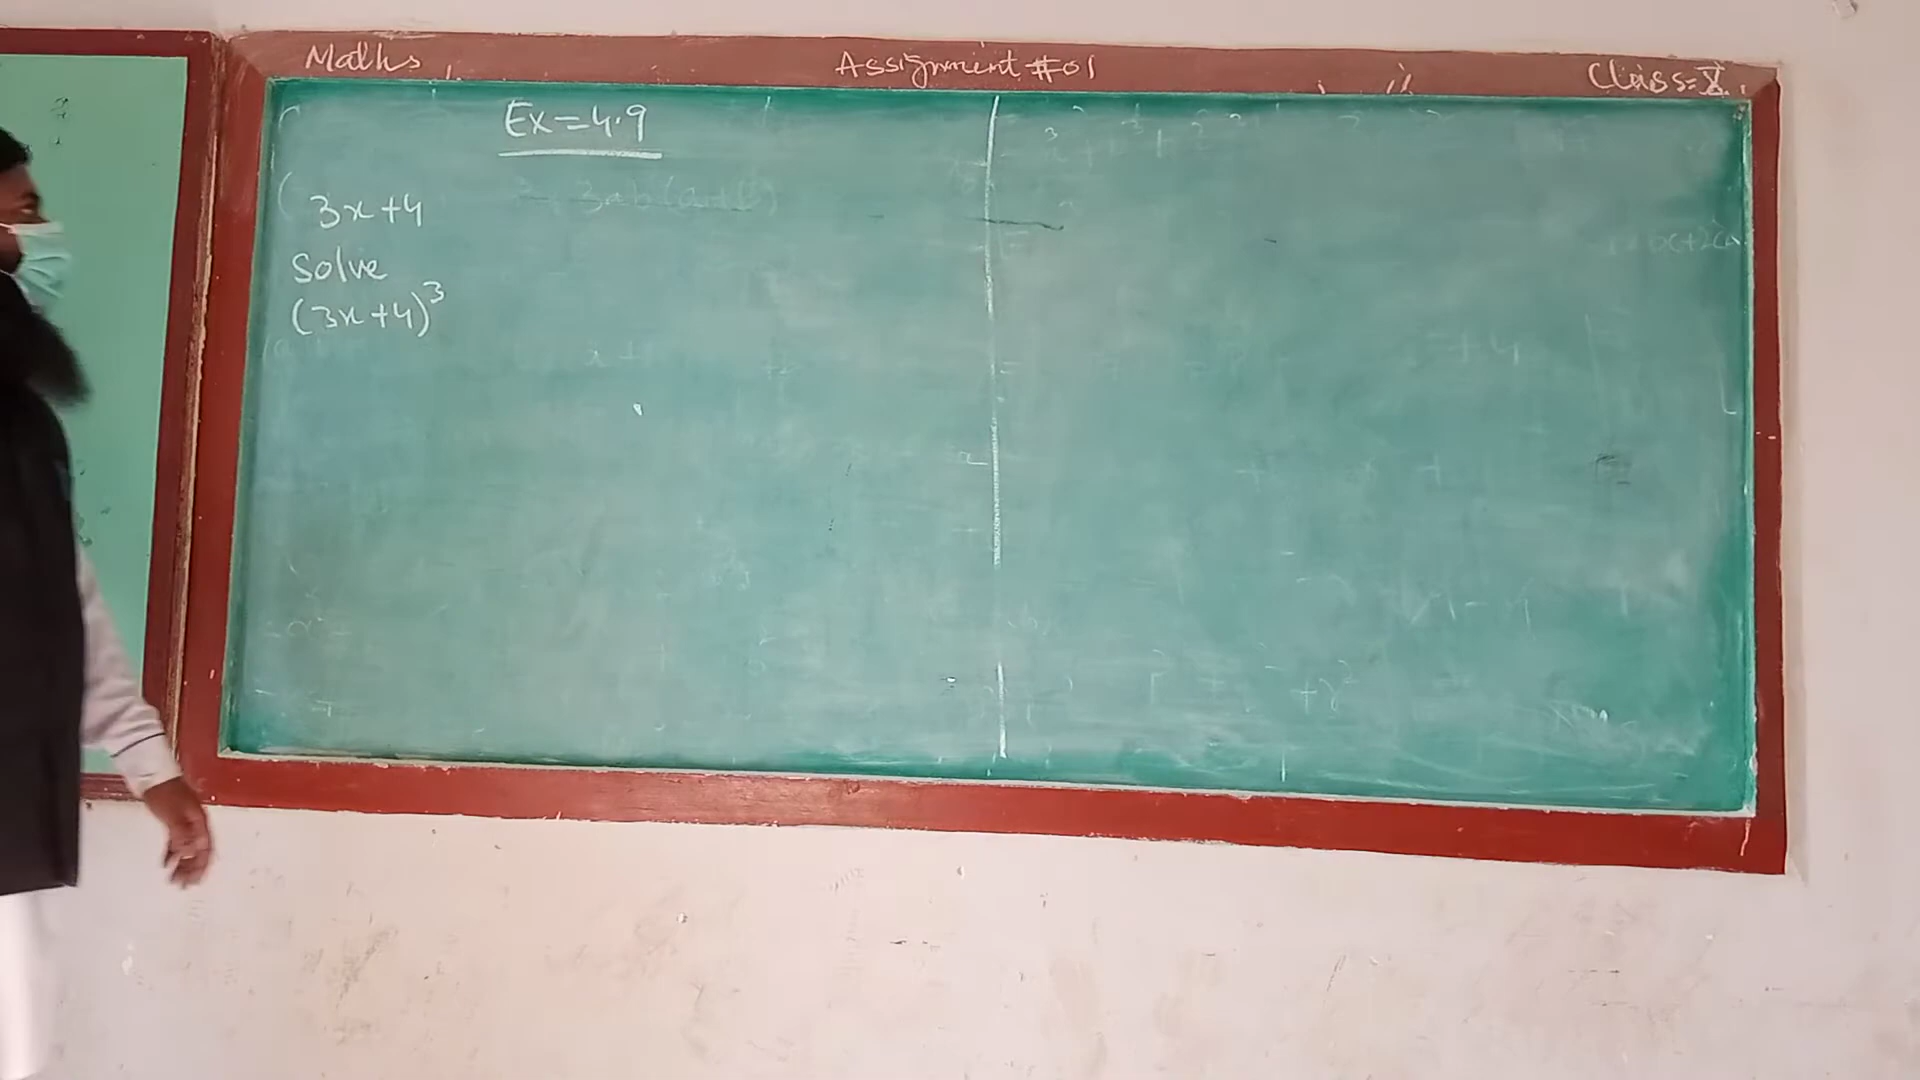 Maths Assignment #01 Class=X
Ex=4.9
3x+4
Solve
(3x+4)³